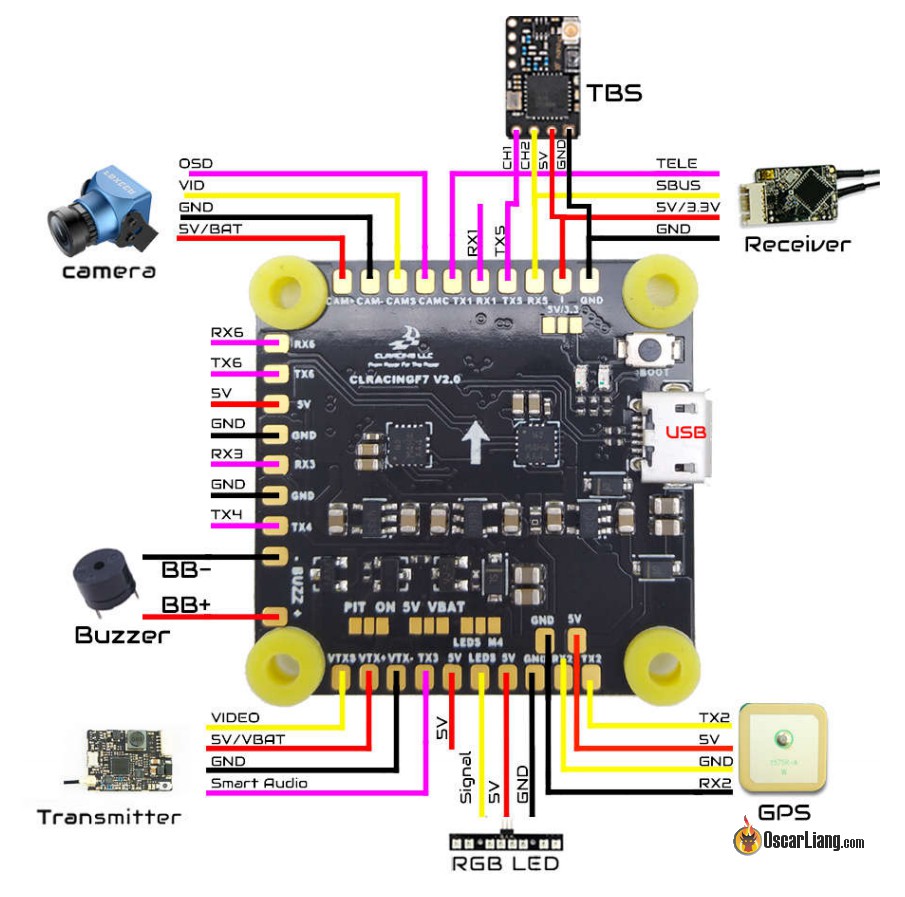 TBS
CH1
CH2
5V
GND
OSD
VID
GND
5V/BAT
camera
TELE
SBUS
5V/3.3V
GND
Receiver
RX1
TX5
CAM+ CAM- CAMS CAMC TX1 RX1 TX5 RX5 GND
5V/3.3
RX6
TX6
5V
GND
RX3
GND
TX4
RX6
TX6
5V
GND
RX3
GND
TX4
CLRACING LLC
CLRACINGF7 V2.0
BOOT
USB
BB-
BB+
Buzzer
- BUZZ +
PIT ON 5V VBAT
LEDS M4
GND 5V
VTXS VTX+ VTX- TX3 5V LEDS 5V GND RX2 TX2
VIDEO
5V/VBAT
GND
Smart Audio
Transmitter
5V
Signal
5V
GND
RGB LED
TX2
5V
GND
RX2
GPS
OscarLiang.com